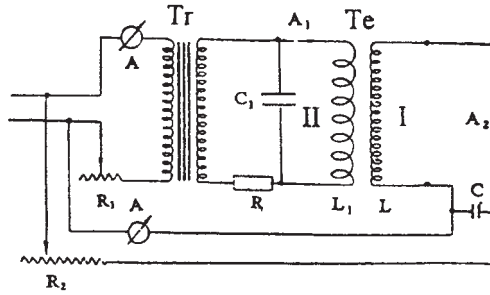 Tr A₁ Te
A C₁ II I A₂
R₁ A R L₁ L C
R₂